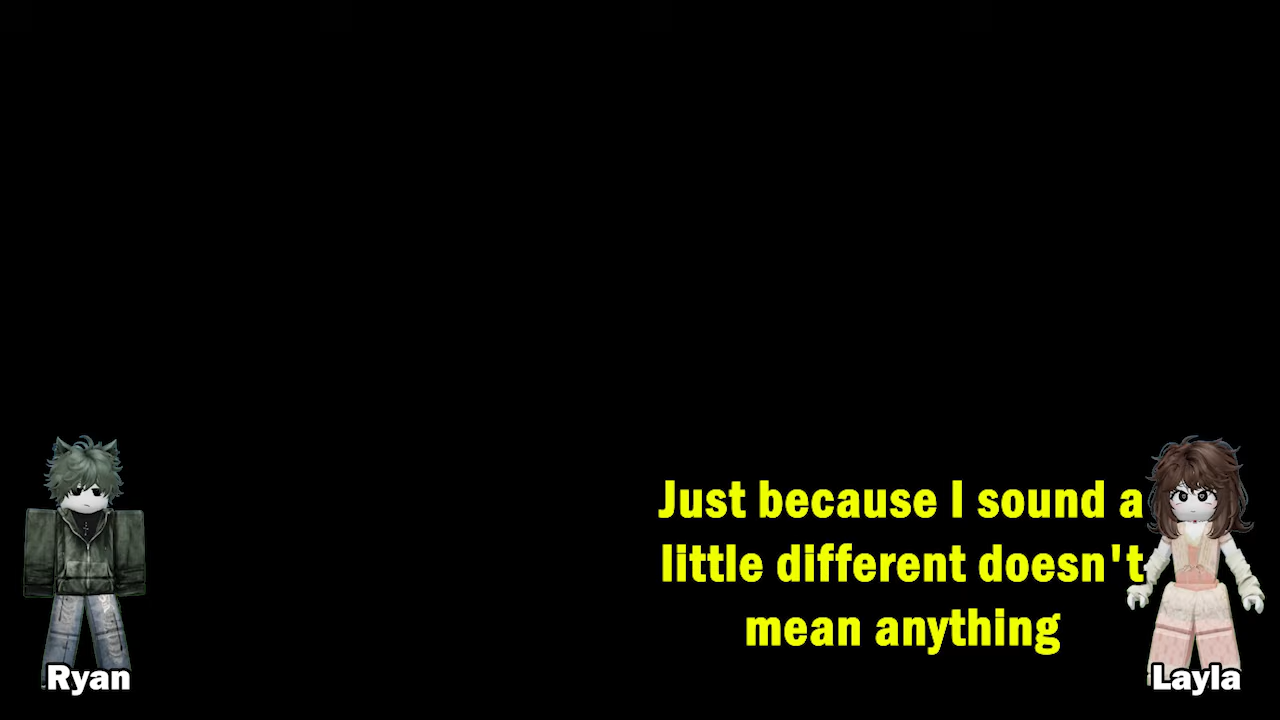 Just because I sound a
little different doesn't
mean anything
Ryan
Layla